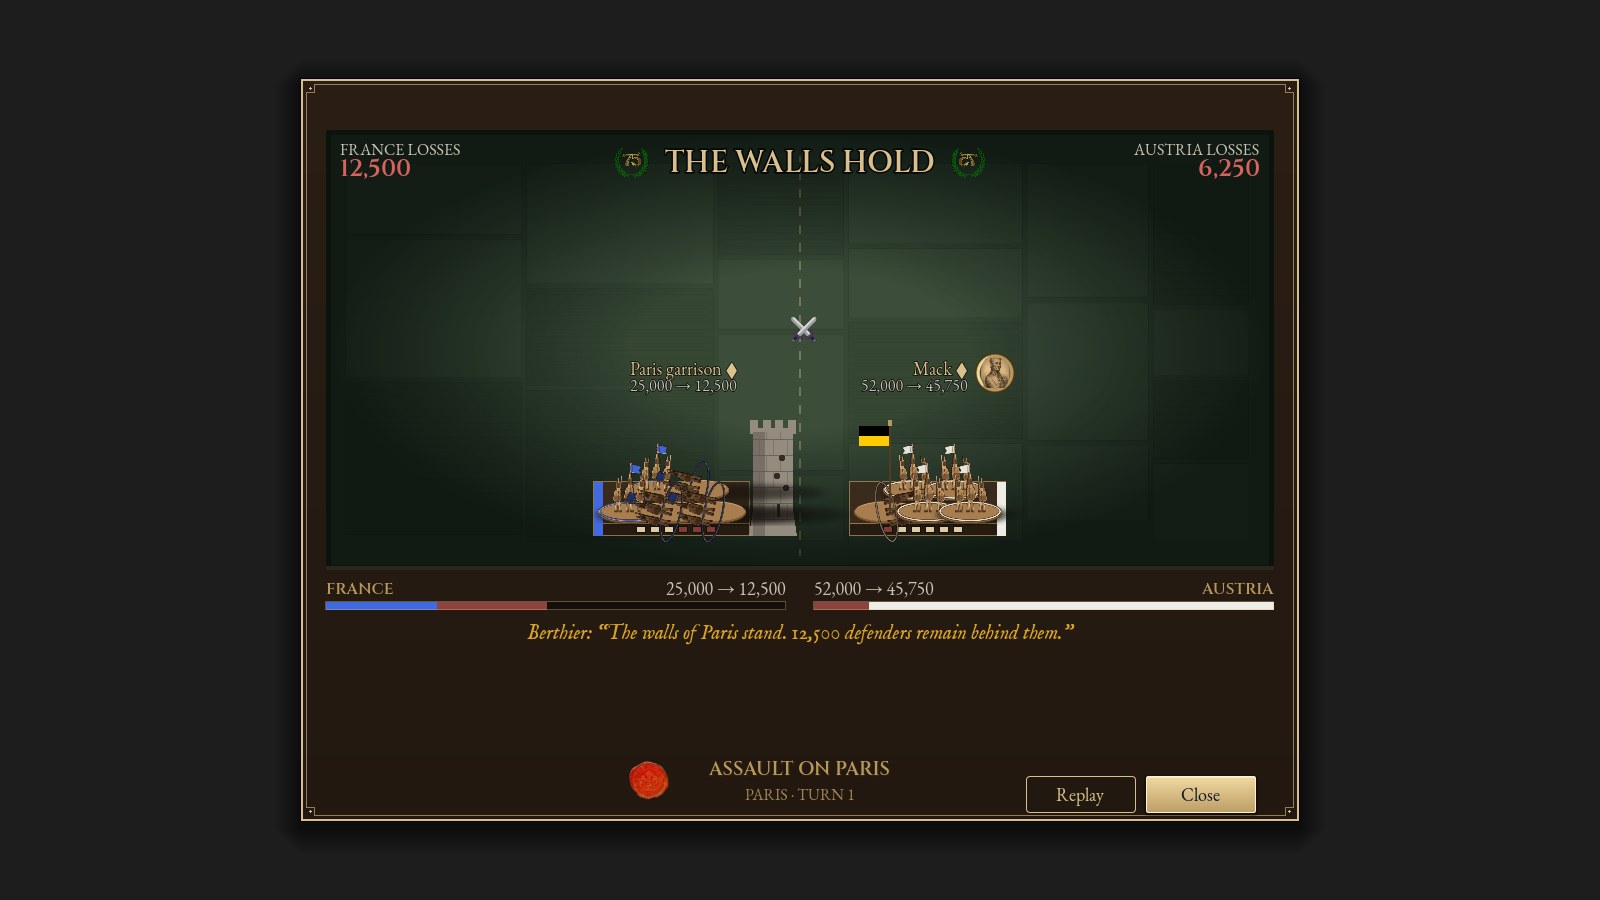 FRANCE LOSSES
12,500
THE WALLS HOLD
AUSTRIA LOSSES
6,250
Paris garrison
25,000 → 12,500
Mack
52,000 → 45,750
FRANCE
25,000 → 12,500
52,000 → 45,750
AUSTRIA
Berthier: “The walls of Paris stand. 12,500 defenders remain behind them.”
ASSAULT ON PARIS
PARIS · TURN 1
Replay
Close